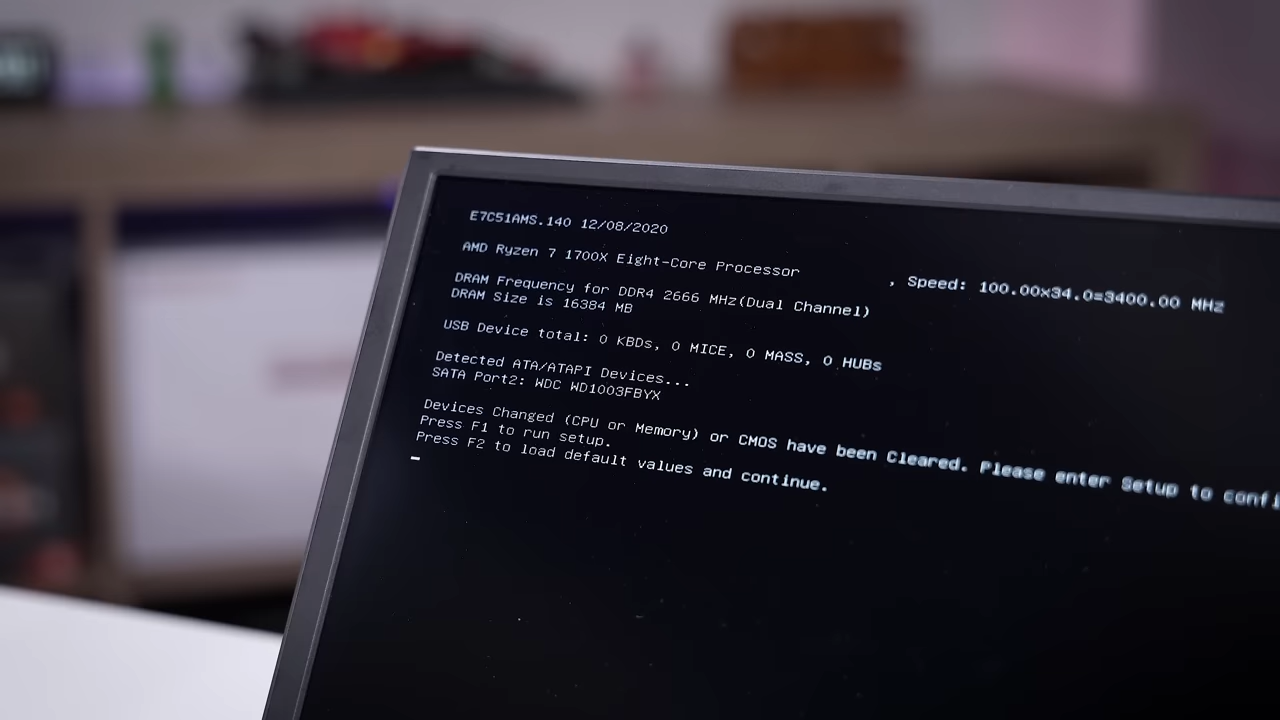 E7C51AMS.140 12/08/2020
AMD Ryzen 7 1700X Eight-Core Processor , Speed: 100.00x34.0=3400.00 MHz
DRAM Frequency for DDR4 2666 MHz(Dual Channel)
DRAM Size is 16384 MB
USB Device total: 0 KBDs, 0 MICE, 0 MASS, 0 HUBs
Detected ATA/ATAPI Devices...
SATA Port2: WDC WD1003FBYX
Devices Changed (CPU or Memory) or CMOS have been Cleared. Please enter Setup to confi
Press F1 to run setup.
Press F2 to load default values and continue.